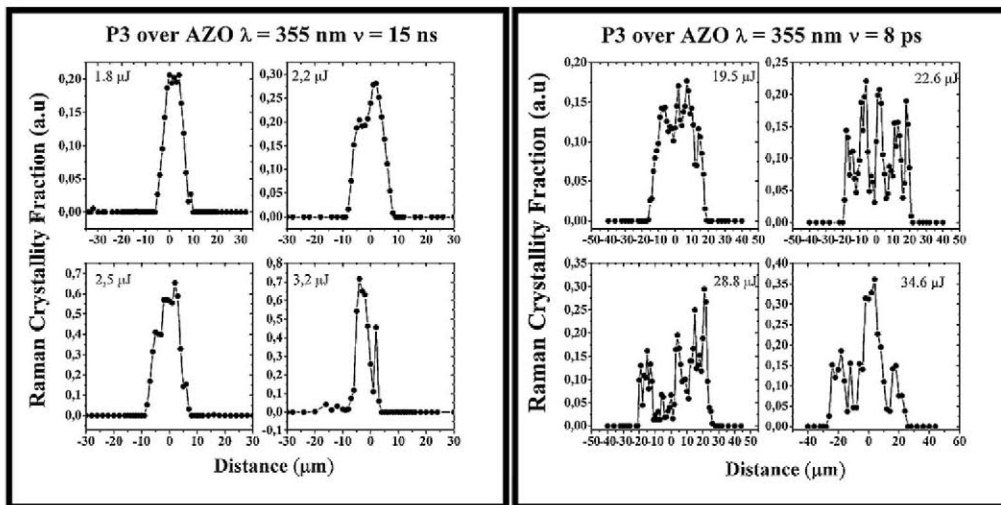 P3 over AZO λ = 355 nm ν = 15 ns
Raman Crystallity Fraction (a.u)
1.8 µJ
0,20
0,15
0,10
0,05
0,00
-30 -20 -10 0 10 20 30
2,2 µJ
0,30
0,20
0,10
0,00
-30 -20 -10 0 10 20 30
2,5 µJ
0,7
0,6
0,5
0,4
0,3
0,2
0,1
0,0
-30 -20 -10 0 10 20 30
3,2 µJ
0,8
0,7
0,6
0,5
0,4
0,3
0,2
0,1
0,0
-0,1
-30 -20 -10 0 10 20 30
Distance (µm)
P3 over AZO λ = 355 nm ν = 8 ps
Raman Crystallity Fraction (a.u)
19.5 µJ
0,20
0,15
0,10
0,05
0,00
-50 -40 -30 -20 -10 0 10 20 30 40 50
22.6 µJ
0,25
0,20
0,15
0,10
0,05
0,00
-50 -40 -30 -20 -10 0 10 20 30 40 50
28.8 µJ
0,35
0,30
0,25
0,20
0,15
0,10
0,05
0,00
-50 -40 -30 -20 -10 0 10 20 30 40 50
34.6 µJ
0,40
0,35
0,30
0,25
0,20
0,15
0,10
0,05
0,00
-40 -20 0 20 40 60
Distance (µm)